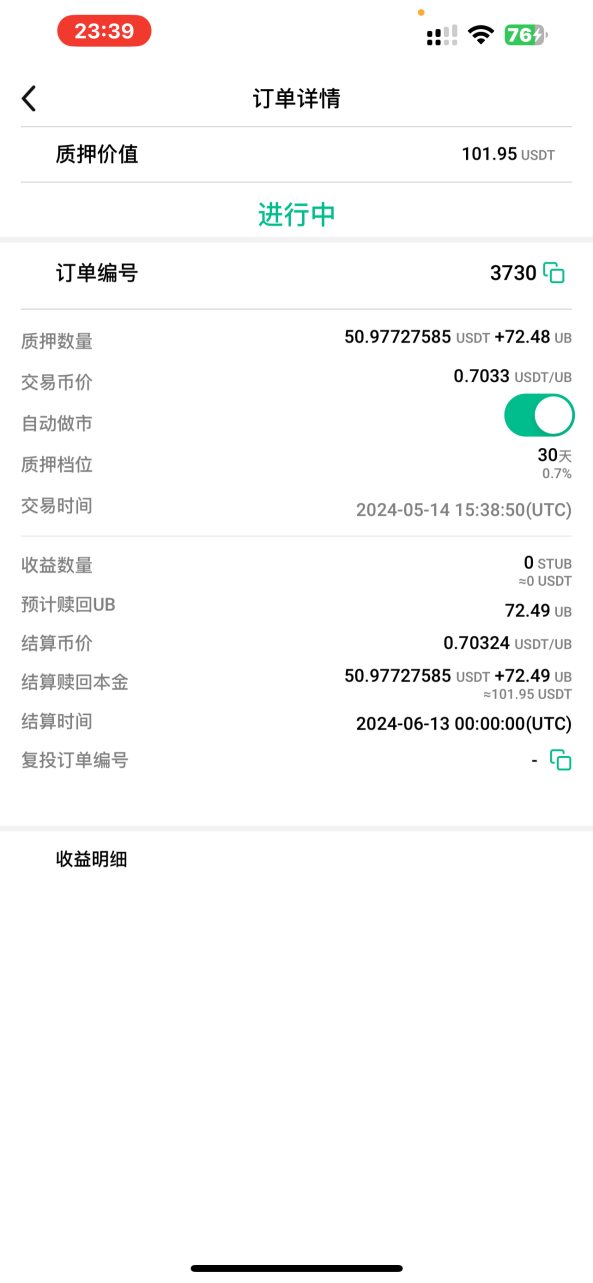 23:39
76
订单详情
质押价值 101.95 USDT
进行中
订单编号 3730
质押数量 50.97727585 USDT +72.48 UB
交易币价 0.7033 USDT/UB
自动做市
质押档位 30天
0.7%
交易时间 2024-05-14 15:38:50(UTC)
收益数量 0 STUB
≈0 USDT
预计赎回UB 72.49 UB
结算币价 0.70324 USDT/UB
结算赎回本金 50.97727585 USDT +72.49 UB
≈101.95 USDT
结算时间 2024-06-13 00:00:00(UTC)
复投订单编号 -
收益明细